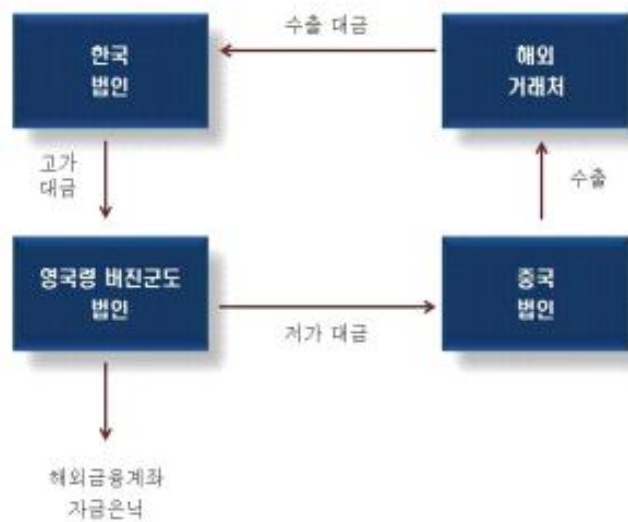 수출 대금
한국
법인
해외
거래처
고가
대금
수출
영국령 버진군도
법인
중국
법인
저가 대금
해외금융계좌
자금은닉